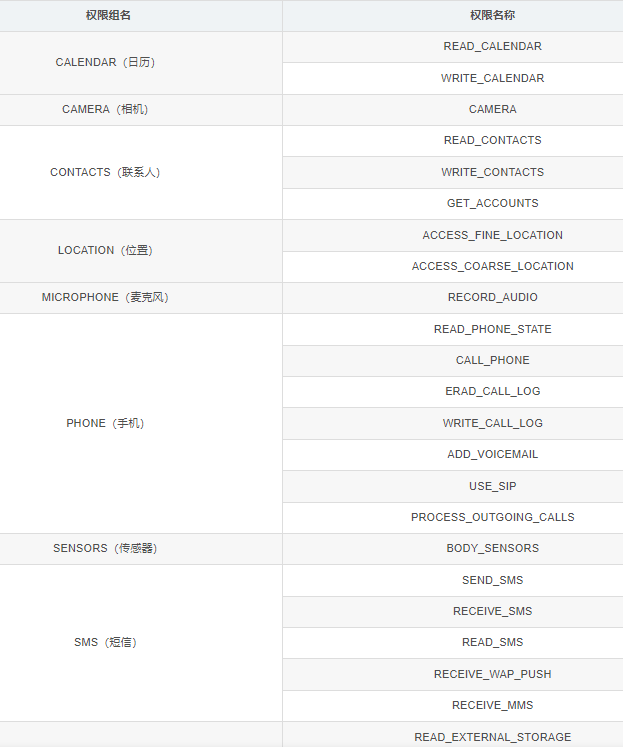 权限组名 权限名称
READ_CALENDAR
CALENDAR（日历）
WRITE_CALENDAR
CAMERA（相机） CAMERA
READ_CONTACTS
CONTACTS（联系人） WRITE_CONTACTS
GET_ACCOUNTS
ACCESS_FINE_LOCATION
LOCATION（位置）
ACCESS_COARSE_LOCATION
MICROPHONE（麦克风） RECORD_AUDIO
READ_PHONE_STATE
CALL_PHONE
ERAD_CALL_LOG
PHONE（手机） WRITE_CALL_LOG
ADD_VOICEMAIL
USE_SIP
PROCESS_OUTGOING_CALLS
SENSORS（传感器） BODY_SENSORS
SEND_SMS
RECEIVE_SMS
SMS（短信） READ_SMS
RECEIVE_WAP_PUSH
RECEIVE_MMS
READ_EXTERNAL_STORAGE